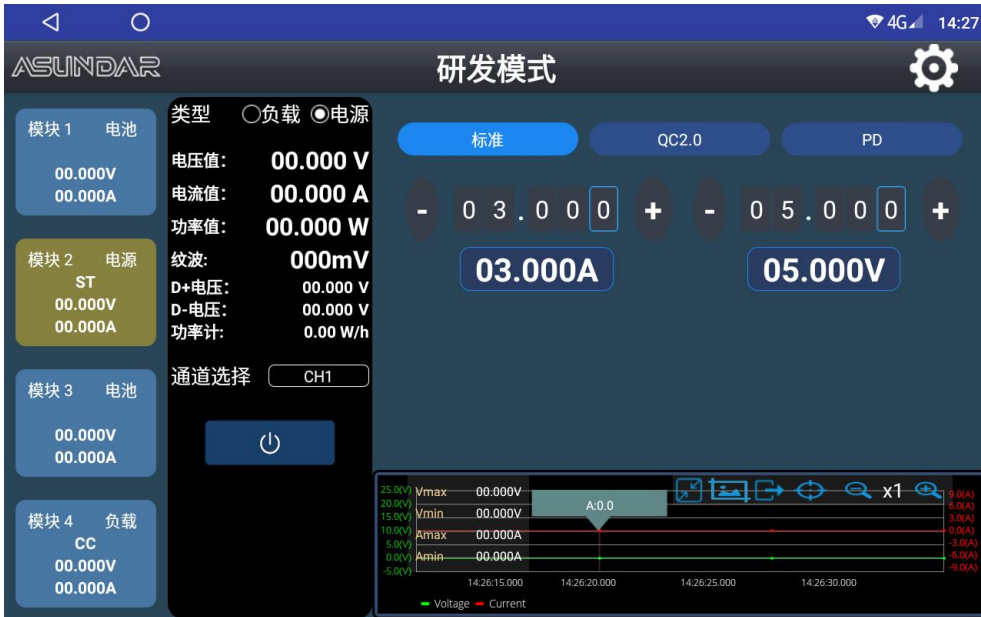 4G 14:27
ASUNDAR
研发模式
模块 1 电池
00.000V
00.000A
模块 2 电源
ST
00.000V
00.000A
模块 3 电池
00.000V
00.000A
模块 4 负载
CC
00.000V
00.000A
类型 负载 电源
电压值: 00.000 V
电流值: 00.000 A
功率值: 00.000 W
纹波: 000mV
D+电压: 00.000 V
D-电压: 00.000 V
功率计: 0.00 W/h
通道选择 CH1
标准 QC2.0 PD
- 0 3 . 0 0 0 + - 0 5 . 0 0 0 +
03.000A 05.000V
25.0(V)
20.0(V)
15.0(V)
10.0(V)
5.0(V)
0.0(V)
-5.0(V)
Vmax 00.000V
Vmin 00.000V
Amax 00.000A
Amin 00.000A
A:0.0
x1
9.0(A)
6.0(A)
3.0(A)
0.0(A)
-3.0(A)
-6.0(A)
-9.0(A)
14:26:15.000 14:26:20.000 14:26:25.000 14:26:30.000
Voltage Current